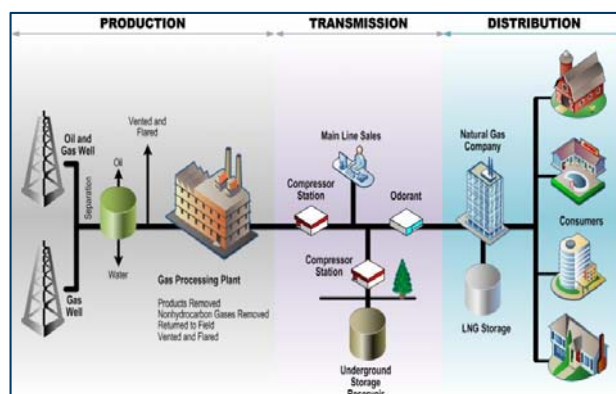 PRODUCTION
TRANSMISSION
DISTRIBUTION
Oil and
Gas Well
Gas
Well
Separation
Oil
Water
Vented and
Flared
Gas Processing Plant
Products Removed
Nonhydrocarbon Gases Removed
Returned to Field
Vented and Flared
Compressor
Station
Main Line Sales
Odorant
Compressor
Station
Underground
Storage
Reservoir
Natural Gas
Company
LNG Storage
Consumers